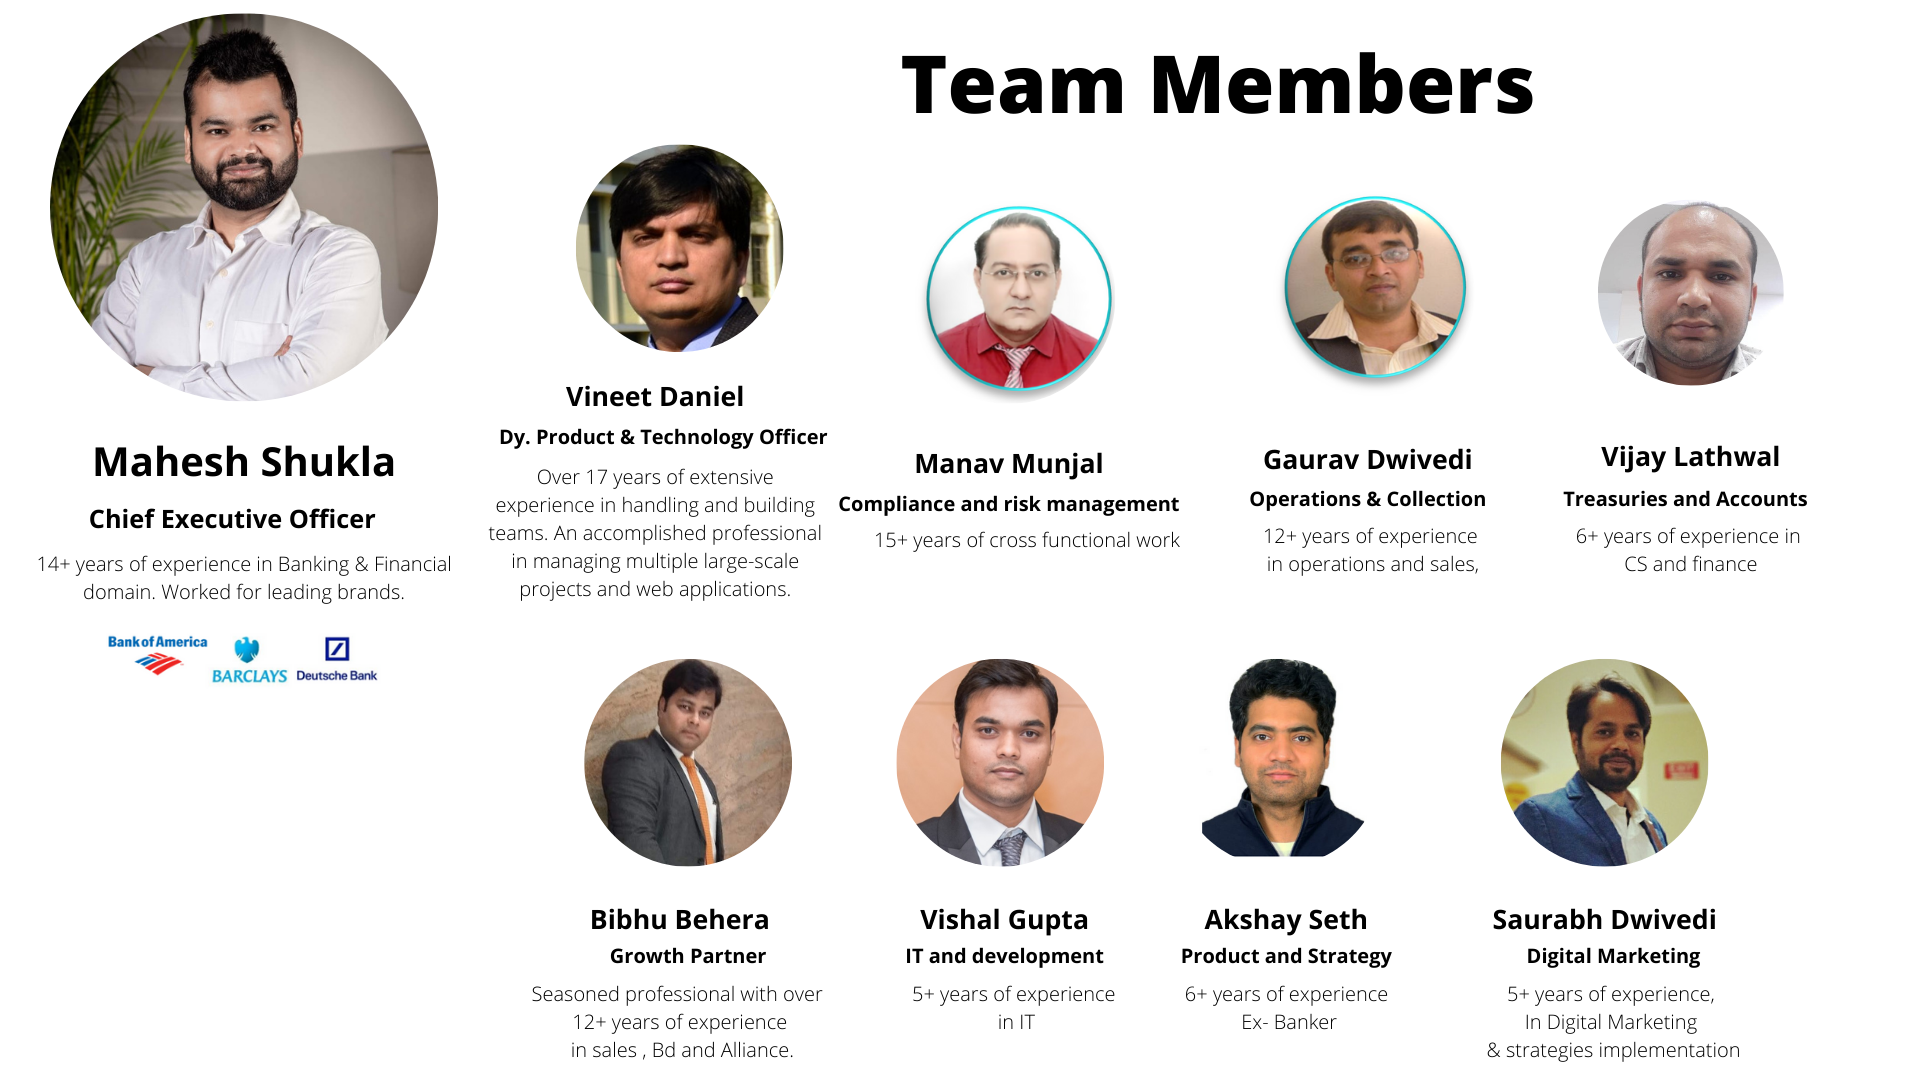 Team Members
Mahesh Shukla
Chief Executive Officer
14+ years of experience in Banking & Financial
domain. Worked for leading brands.
Bank of America
BARCLAYS
Deutsche Bank
Vineet Daniel
Dy. Product & Technology Officer
Over 17 years of extensive
experience in handling and building
teams. An accomplished professional
in managing multiple large-scale
projects and web applications.
Manav Munjal
Compliance and risk management
15+ years of cross functional work
Gaurav Dwivedi
Operations & Collection
12+ years of experience
in operations and sales,
Vijay Lathwal
Treasuries and Accounts
6+ years of experience in
CS and finance
EXIT
Bibhu Behera
Growth Partner
Seasoned professional with over
12+ years of experience
in sales , Bd and Alliance.
Vishal Gupta
IT and development
5+ years of experience
in IT
Akshay Seth
Product and Strategy
6+ years of experience
Ex- Banker
Saurabh Dwivedi
Digital Marketing
5+ years of experience,
In Digital Marketing
& strategies implementation